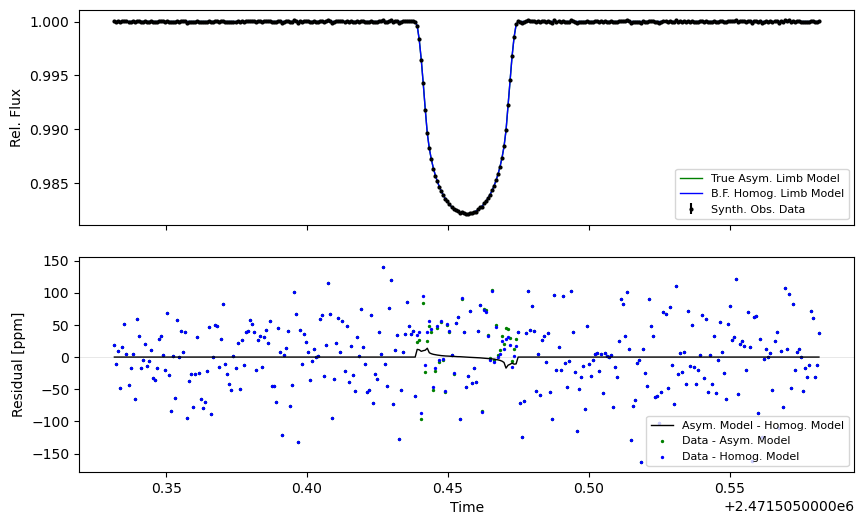 1.000
0.995
0.990
0.985
Rel. Flux
True Asym. Limb Model
B.F. Homog. Limb Model
Synth. Obs. Data
150
100
50
0
−50
−100
−150
Residual [ppm]
Asym. Model - Homog. Model
Data - Asym. Model
Data - Homog. Model
0.35
0.40
0.45
0.50
0.55
Time
+2.4715050000e6